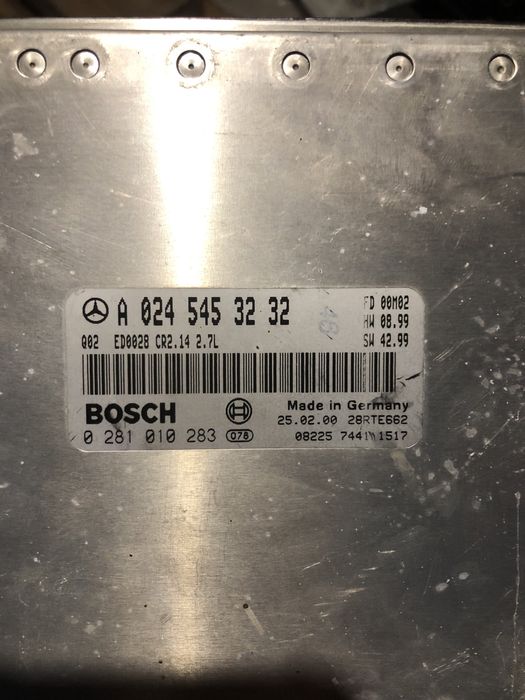 A 024 545 32 32
FD 00M02
HW 08.99
SW 42.99
Q02 ED0028 CR2.14 2.7L
BOSCH
Made in Germany
25.02.00 28RTE662
0 281 010 283 078
08225 7441 1517